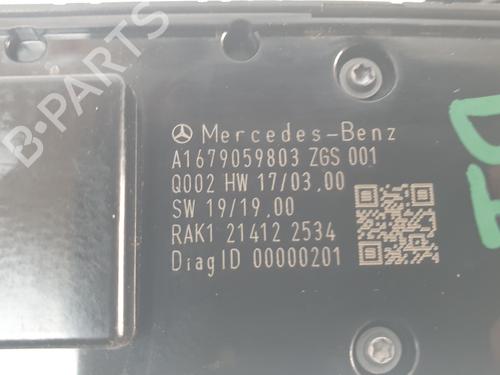 Mercedes-Benz
A1679059803 ZGS 001
Q002 HW 17/03.00
SW 19/19.00
RAK1 21412 2534
DiagID 00000201
B-PARTS